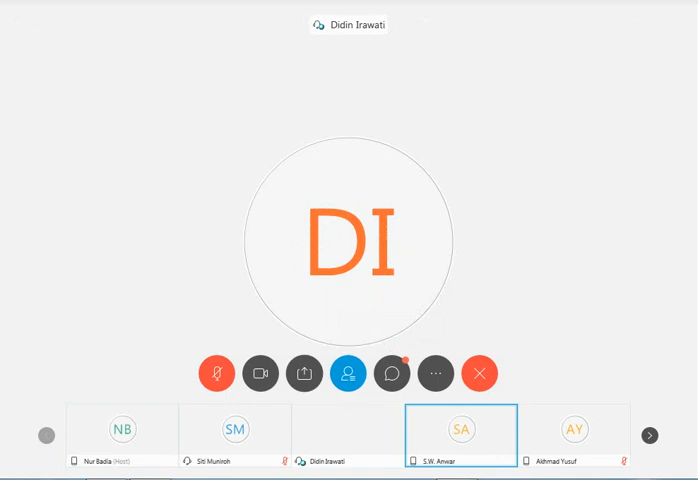 Didin Irawati
DI
NB
SM
SA
AY
Nur Badia (Host)
Siti Muniroh
Didin Irawati
S.W. Anwar
Akhmad Yusuf